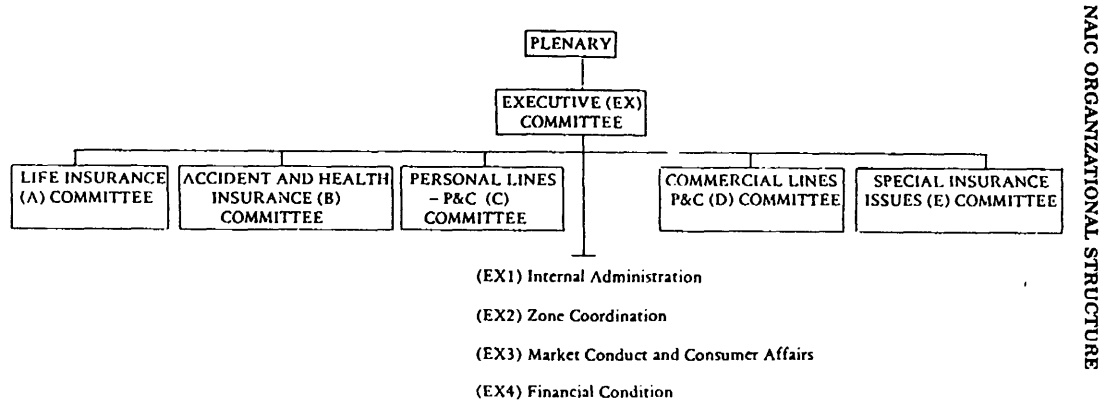 PLENARY
EXECUTIVE (EX)
COMMITTEE
LIFE INSURANCE
(A) COMMITTEE
ACCIDENT AND HEALTH
INSURANCE (B)
COMMITTEE
PERSONAL LINES
– P&C (C)
COMMITTEE
COMMERCIAL LINES
P&C (D) COMMITTEE
SPECIAL INSURANCE
ISSUES (E) COMMITTEE
(EX1) Internal Administration
(EX2) Zone Coordination
(EX3) Market Conduct and Consumer Affairs
(EX4) Financial Condition
NAIC ORGANIZATIONAL STRUCTURE